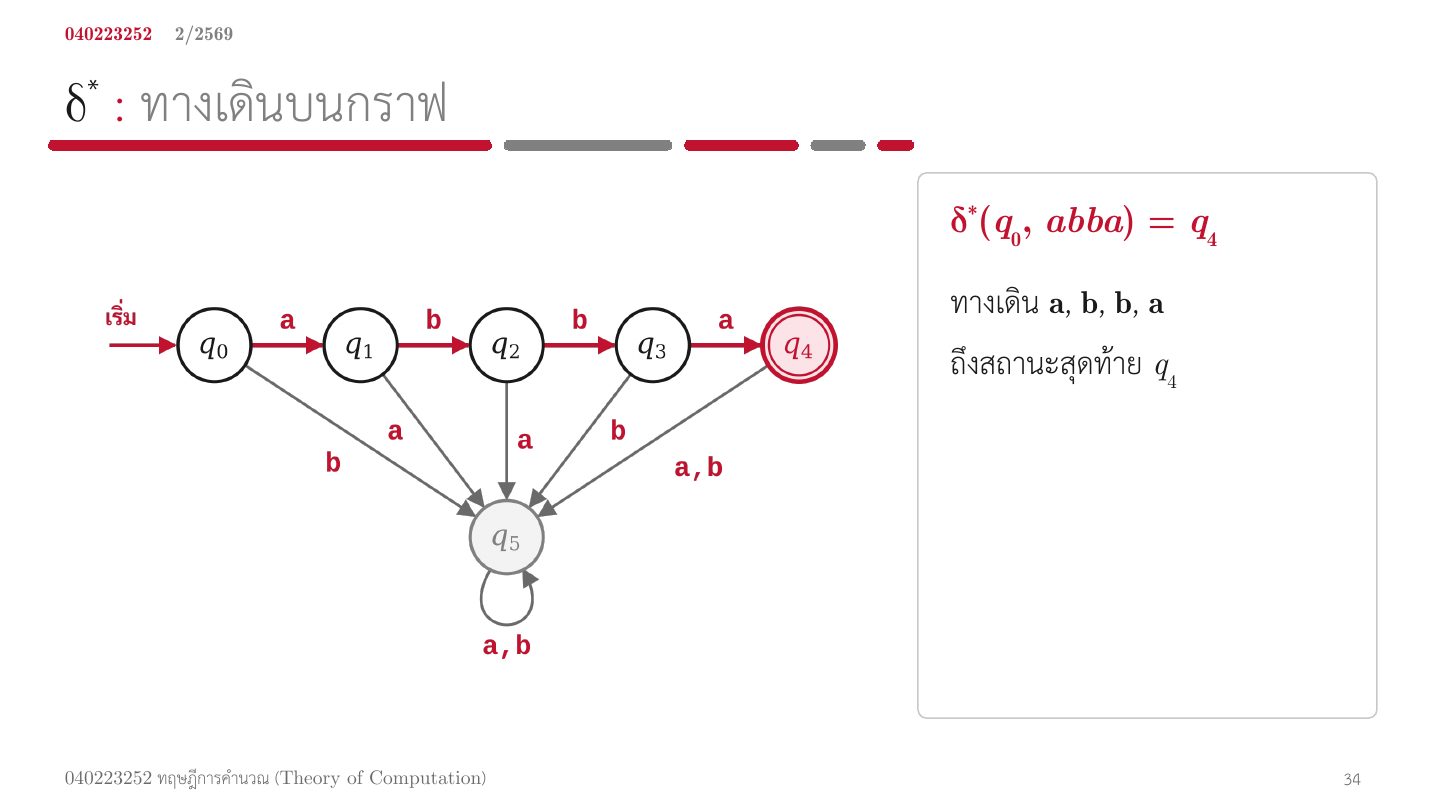 040223252 2/2569
δ* : ทางเดินบนกราฟ
δ*(q0, abba) = q4
ทางเดิน a, b, b, a
ถึงสถานะสุดท้าย q4
เริ่ม
a b b a
q0 q1 q2 q3 q4
a b
a
b a,b
q5
a,b
040223252 ทฤษฎีการคำนวณ (Theory of Computation)
34